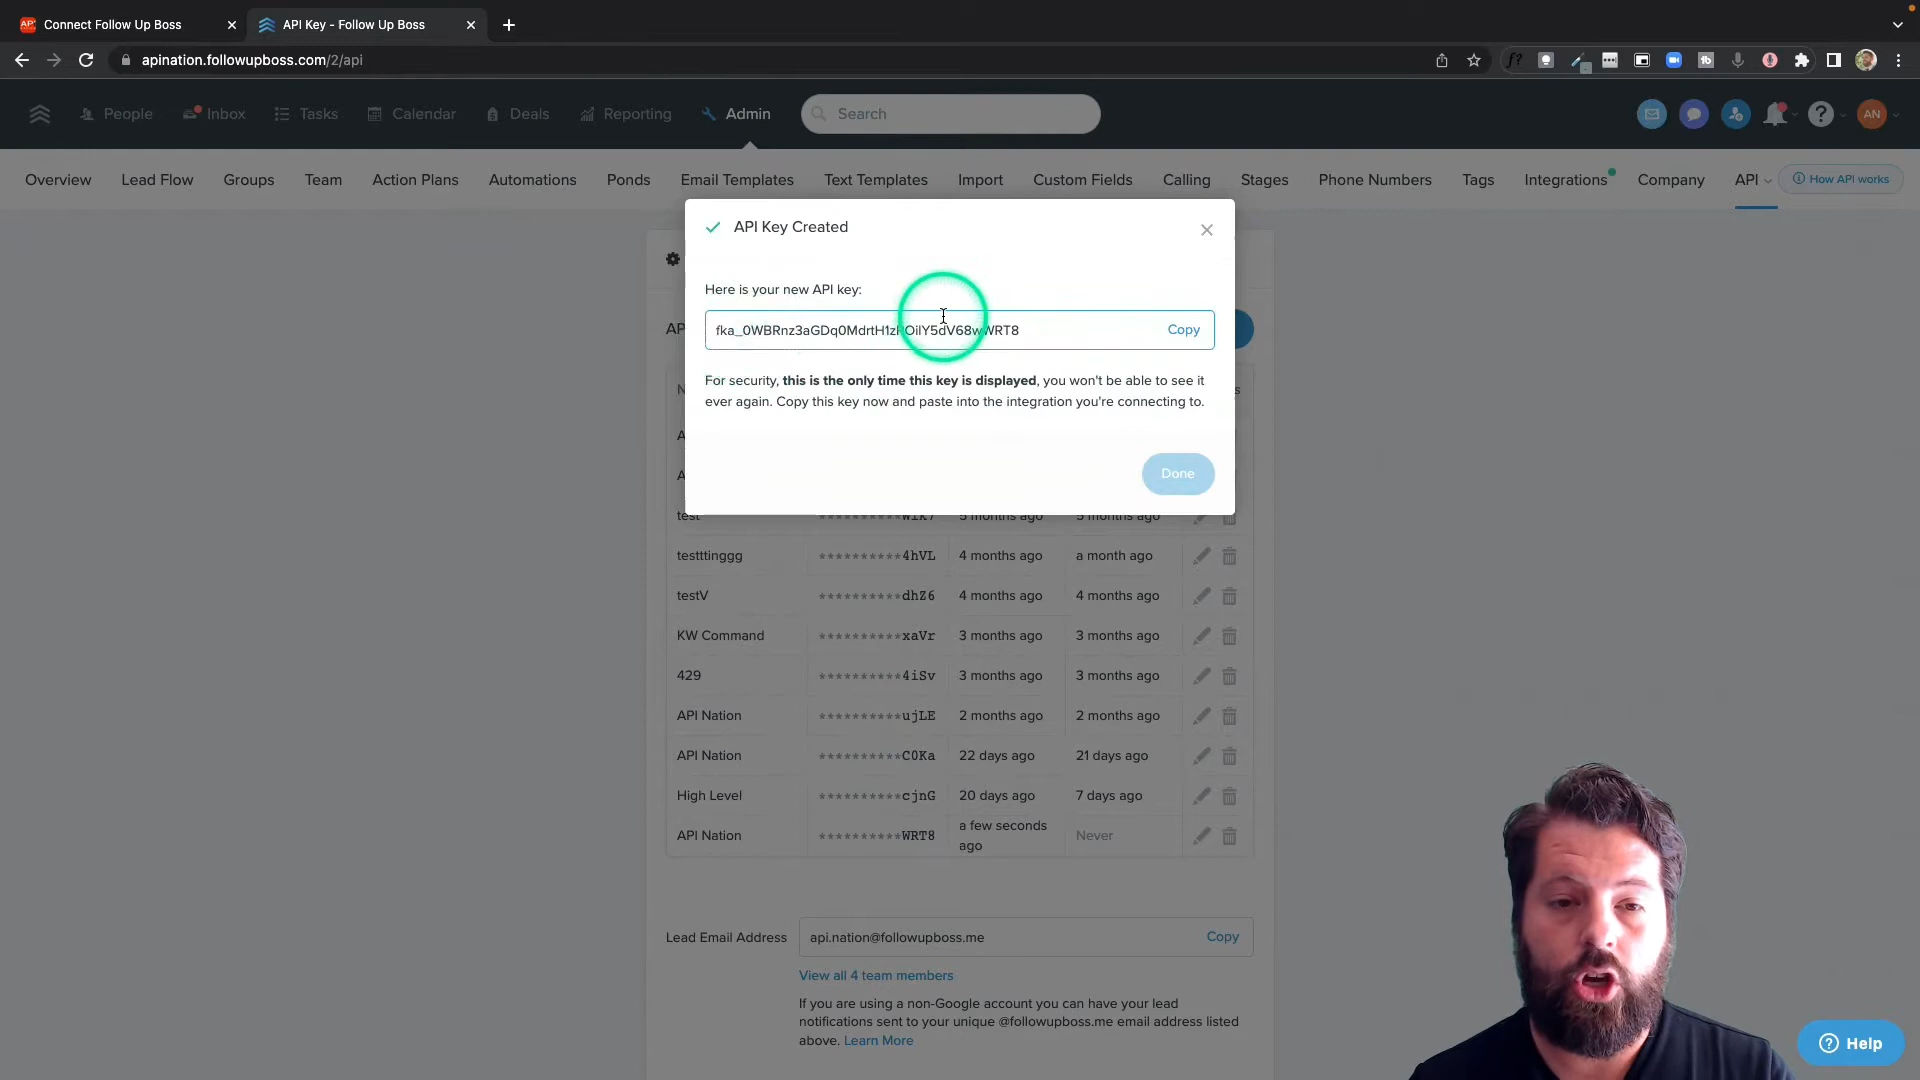 Connect Follow Up Boss
API Key - Follow Up Boss
apination.followupboss.com/2/api
People
Inbox
Tasks
Calendar
Deals
Reporting
Admin
Search
AN
Overview
Lead Flow
Groups
Team
Action Plans
Automations
Ponds
Email Templates
Text Templates
Import
Custom Fields
Calling
Stages
Phone Numbers
Tags
Integrations
Company
API
How API works
API Key Created
Here is your new API key:
Copy
For security, this is the only time this key is displayed, you won't be able to see it
ever again. Copy this key now and paste into the integration you're connecting to.
Done
test **********W1K7 5 months ago 5 months ago
testttinggg **********4hVL 4 months ago a month ago
testV **********dhZ6 4 months ago 4 months ago
KW Command **********xaVr 3 months ago 3 months ago
429 **********4iSv 3 months ago 3 months ago
API Nation **********ujLE 2 months ago 2 months ago
API Nation **********C0Ka 22 days ago 21 days ago
High Level **********cjnG 20 days ago 7 days ago
API Nation **********WRT8 a few seconds ago Never
Lead Email Address
api.nation@followupboss.me
Copy
View all 4 team members
If you are using a non-Google account you can have your lead
notifications sent to your unique @followupboss.me email address listed
above. Learn More
Help